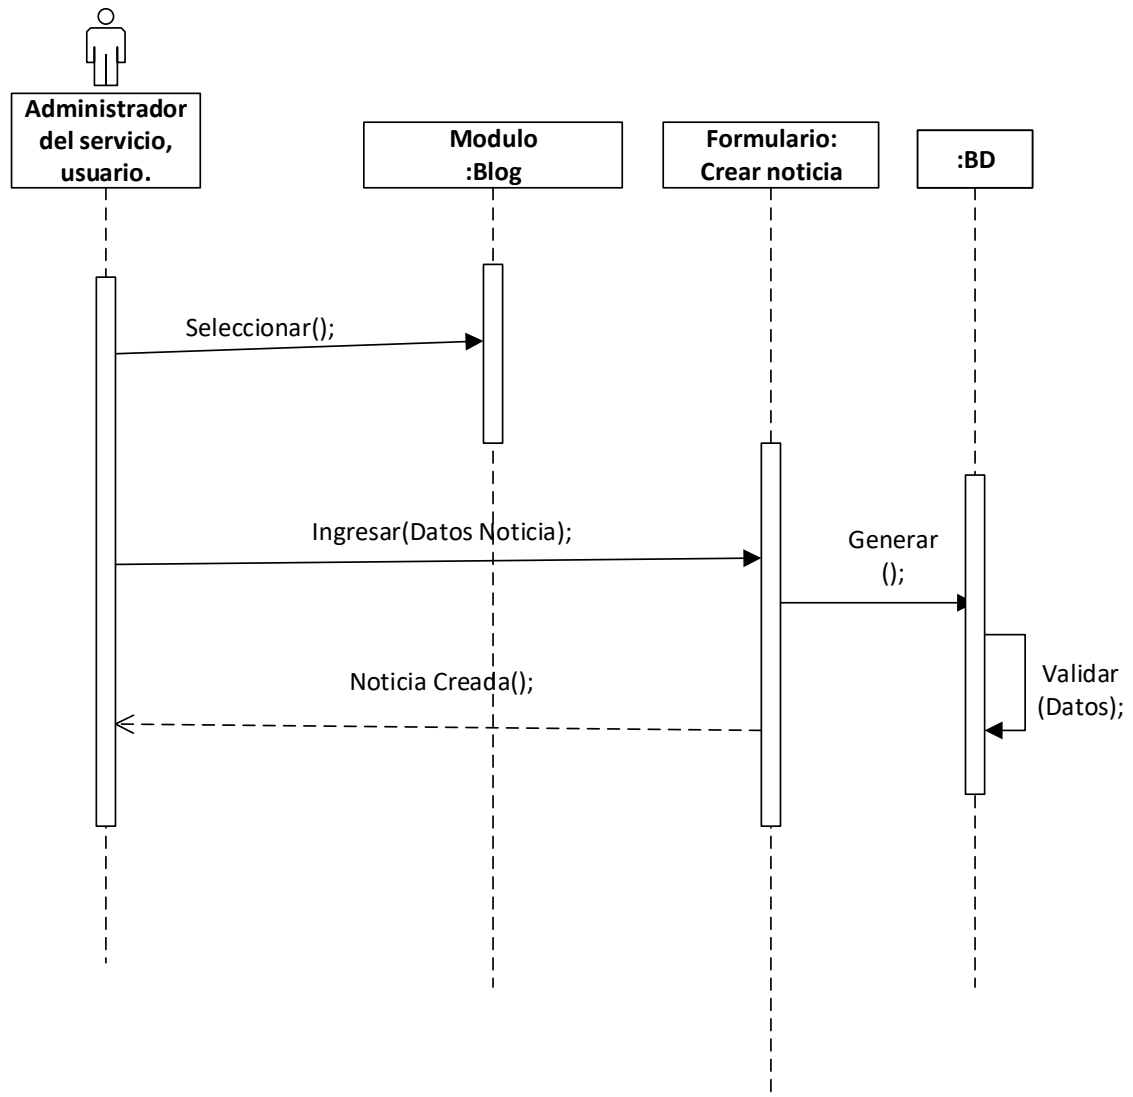 Administrador
del servicio,
usuario.
Modulo
:Blog
Formulario:
Crear noticia
:BD
Seleccionar();
Ingresar(Datos Noticia);
Generar
();
Noticia Creada();
Validar
(Datos);